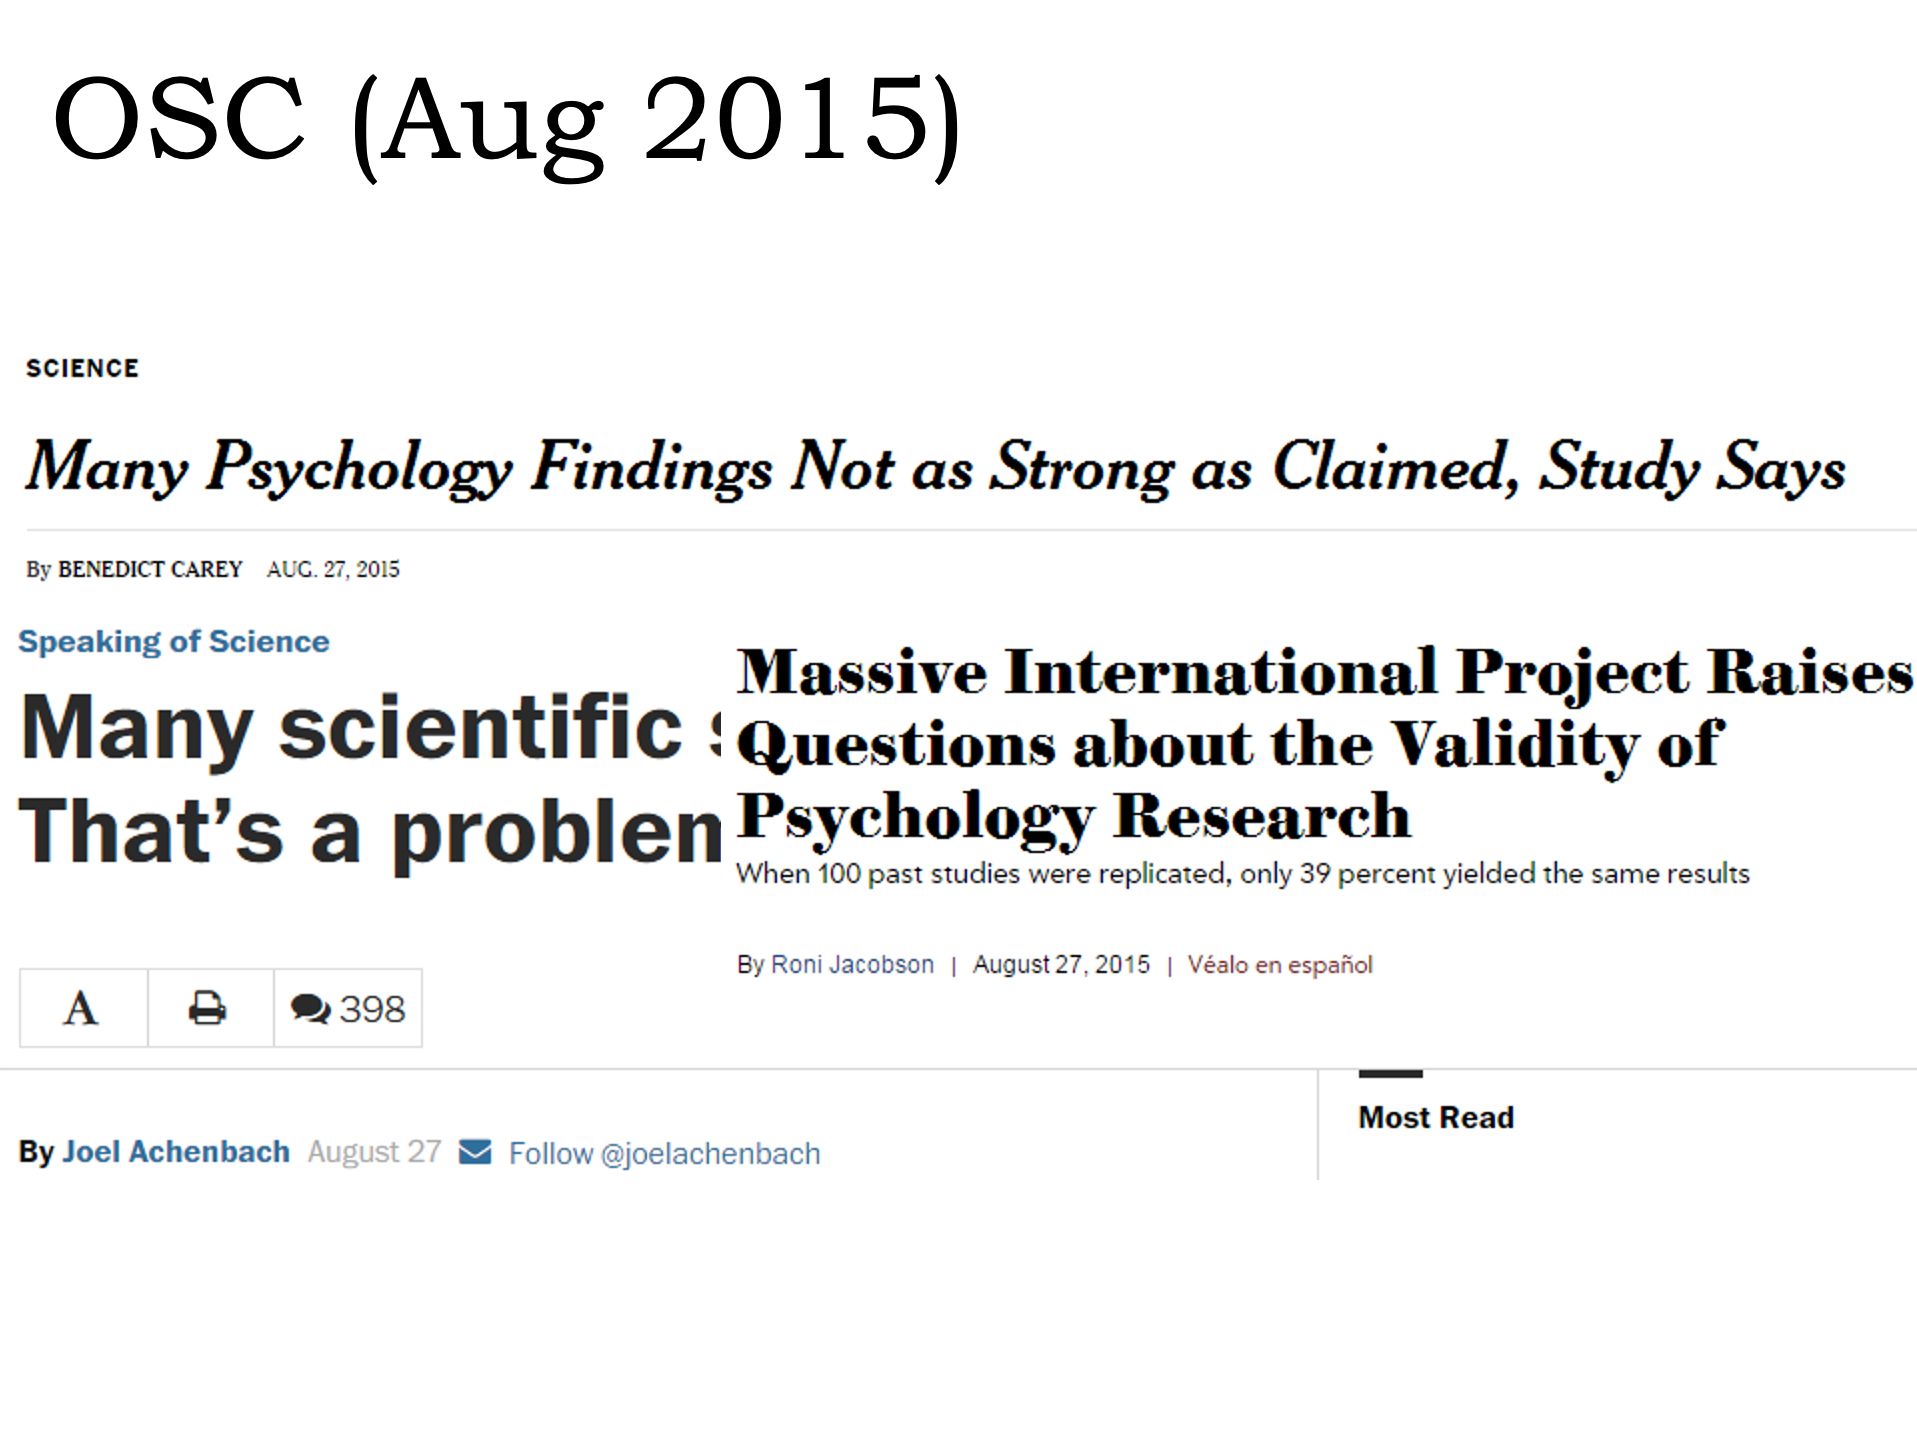 OSC (Aug 2015)
SCIENCE
Many Psychology Findings Not as Strong as Claimed, Study Says
By BENEDICT CAREY AUG. 27, 2015
Speaking of Science
Many scientific
That's a
Massive International Project Raises
Questions about the Validity of
Psychology Research
When 100 past studies were replicated, only 39 percent yielded the same results
By Roni Jacobson | August 27, 2015 | Véalo en español
A 398
By Joel Achenbach August 27 Follow @joelachenbach
Most Read